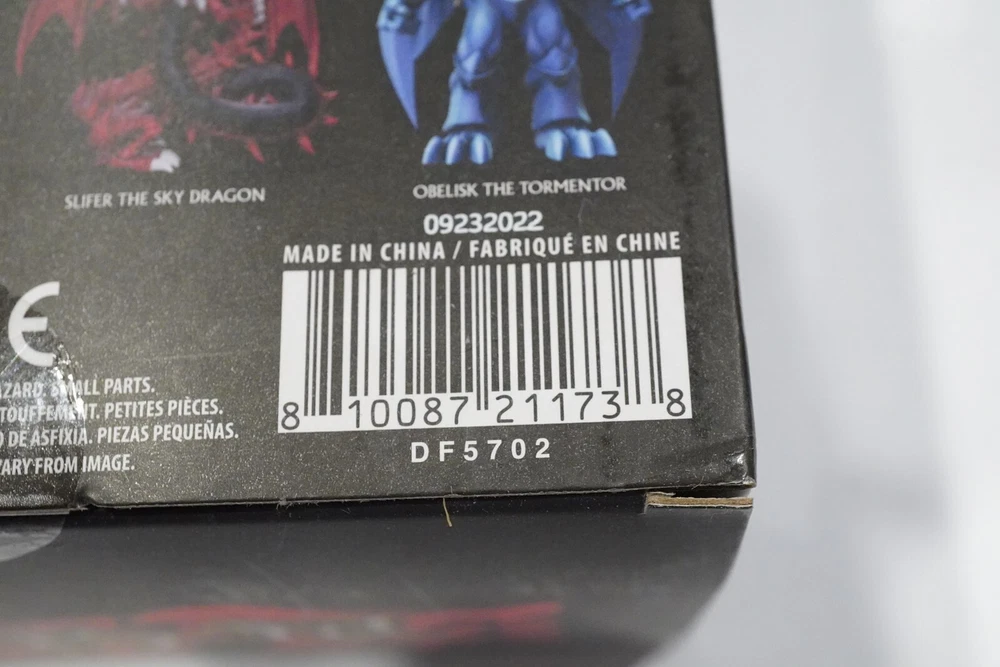 SLIFER THE SKY DRAGON
OBELISK THE TORMENTOR
09232022
MADE IN CHINA / FABRIQUÉ EN CHINE
8 10087 21173 8
DF5702
CE
ALL PARTS.
PETITES PIÈCES.
DE ASFIXIA. PIEZAS PEQUEÑAS.
FROM IMAGE.